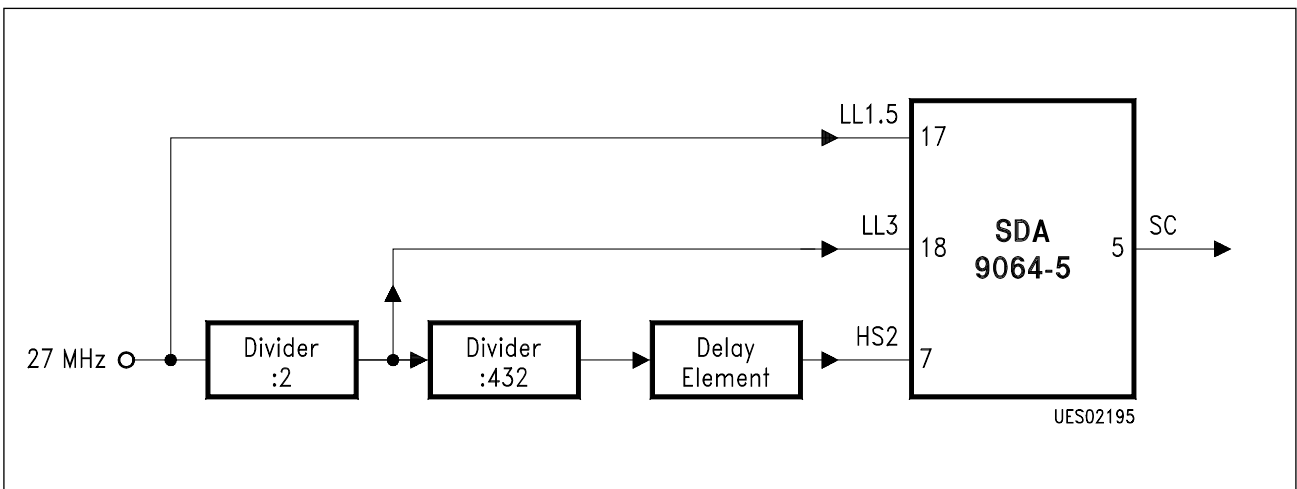 LL1.5
17
LL3
18
SDA
9064-5
5
SC
27 MHz
Divider
:2
Divider
:432
Delay
Element
HS2
7
UES02195